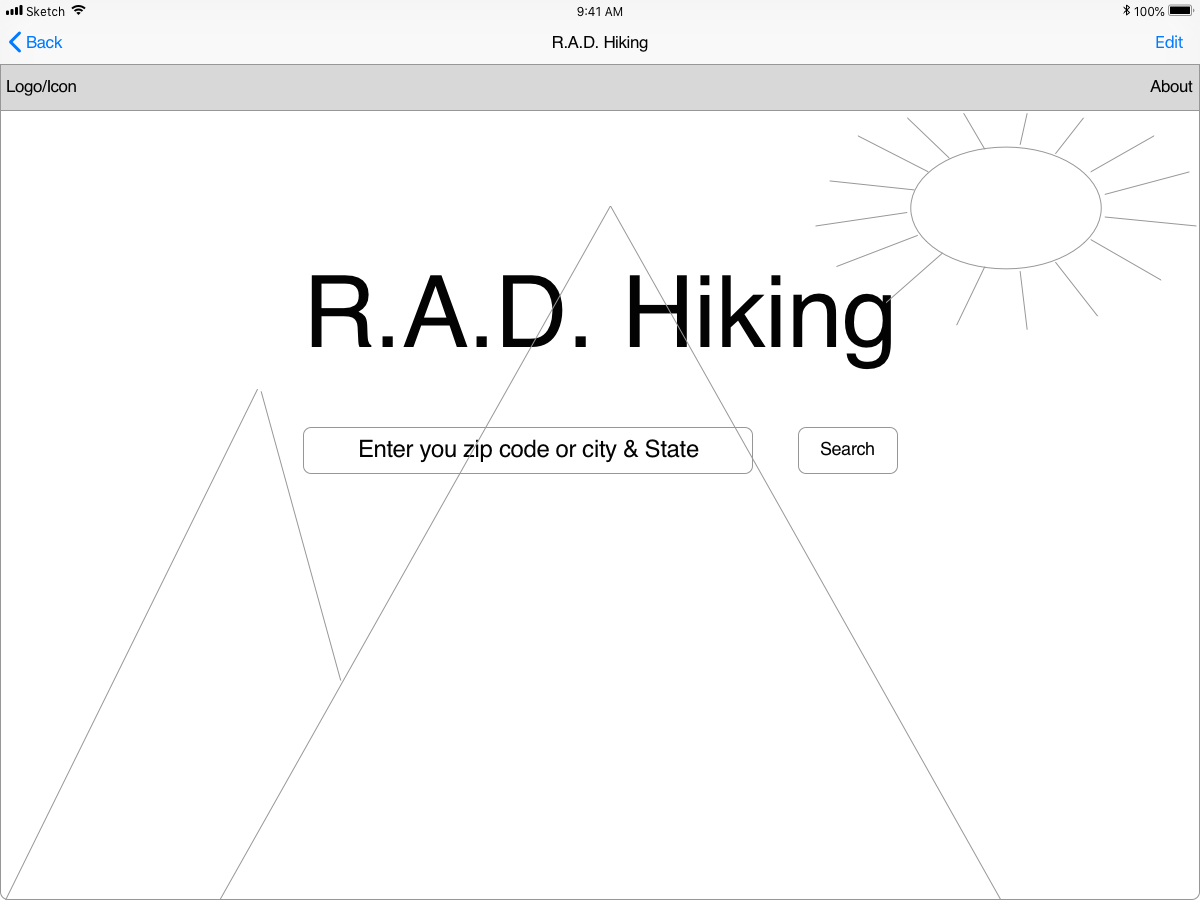 Sketch 9:41 AM 100%
Back R.A.D. Hiking Edit
Logo/Icon About
R.A.D. Hiking
Enter you zip code or city & State Search